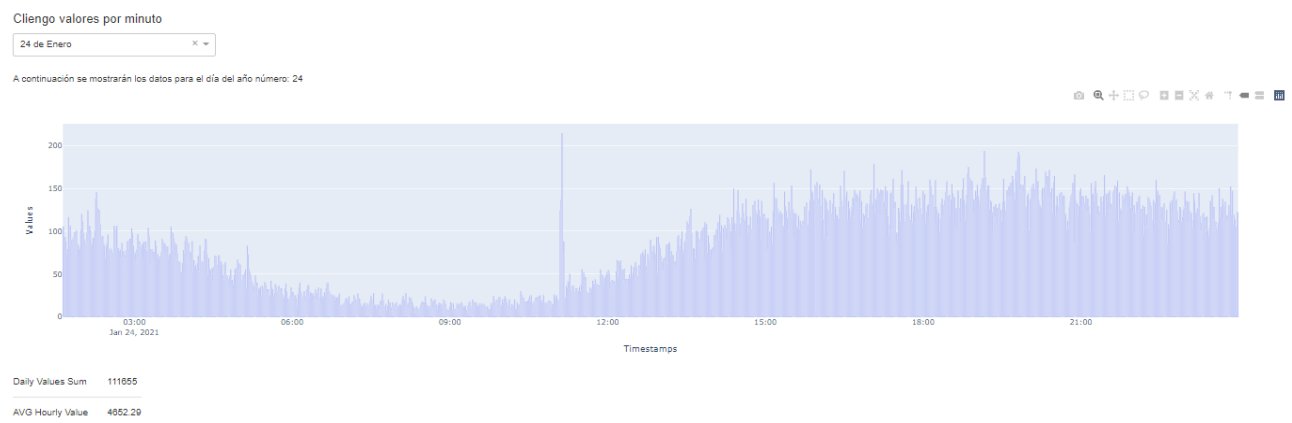 Cliengo valores por minuto
24 de Enero
A continuación se mostrarán los datos para el día del año número: 24
200
150
100
50
0
Values
03:00 06:00 09:00 12:00 15:00 18:00 21:00
Jan 24, 2021
Timestamps
Daily Values Sum 111655
AVG Hourly Value 4652.29